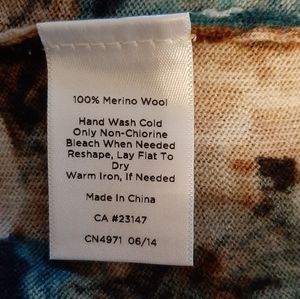 100% Merino Wool
Hand Wash Cold
Only Non-Chlorine
Bleach When Needed
Reshape, Lay Flat To
Dry
Warm Iron, If Needed
Made In China
CA #23147
CN4971 06/14